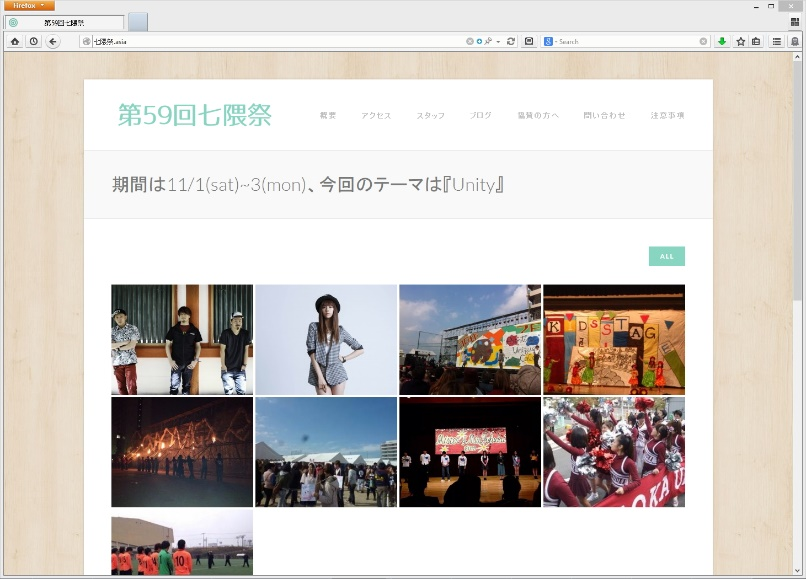 Firefox
第59回七隈祭
七隈祭.asia
Search
第59回七隈祭
概要 アクセス スタッフ ブログ 協賛の方へ 問い合わせ 注意事項
期間は11/1(sat)~3(mon)、今回のテーマは『Unity』
ALL
10